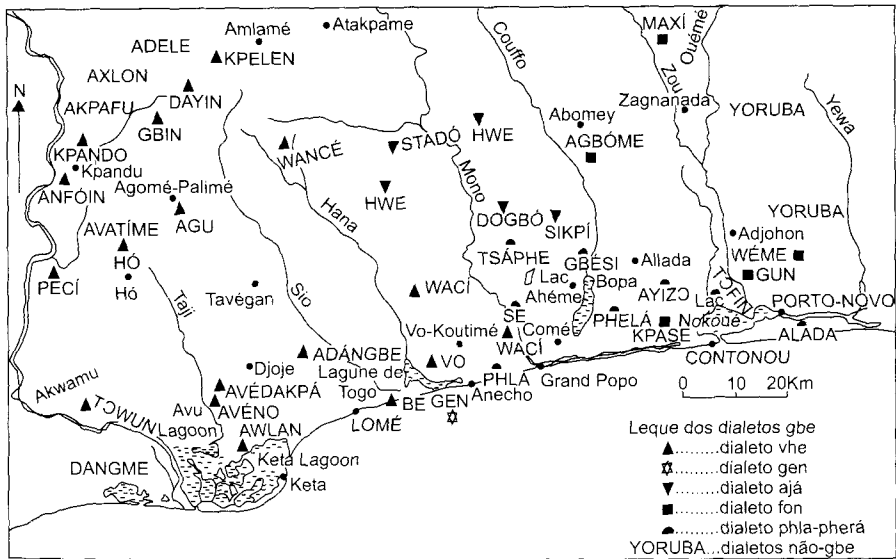 Amlamé
Atakpame
MAXÍ
ADELE
KPELEN
Couffo
Zou
Ouémé
N
AXLON
DAYIN
Zagnanada
YORUBA
Yewa
AKPAFU
GBIN
Abomey
KPANDO
Kpandu
WANCÉ
STADÓ
HWE
AGBÓME
ANFÓIN
Agomé-Palimé
HWE
Mono
Hana
AGU
DOGBÓ
SIKPÍ
YORUBA
AVATÍME
TSÁPHE
Adjohon
HÓ
GBÉSI
Allada
WÉME
PECÍ
Hó
Taji
Tavégan
Sio
WACÍ
Lac
Ahéme
Bopa
AYIZƆ
Lac
Nokoué
TƆFIN
GUN
PORTO-NOVO
SE
PHELÁ
KPASE
ALADA
Vo-Koutimé
WACÍ
Comé
CONTONOU
ADÁNGBE
Djoje
Lagune de
Togo
VO
PHLÁ
Grand Popo
0 10 20Km
Akwamu
TƆWUN
AVÉDAKPÁ
AVÉNO
Avu
Lagoon
BE
GEN
Anecho
LOMÉ
AWLAN
Keta Lagoon
DANGME
Keta
Leque dos dialetos gbe
dialeto vhe
dialeto gen
dialeto ajá
dialeto fon
dialeto phla-pherá
YORUBA...dialetos não-gbe